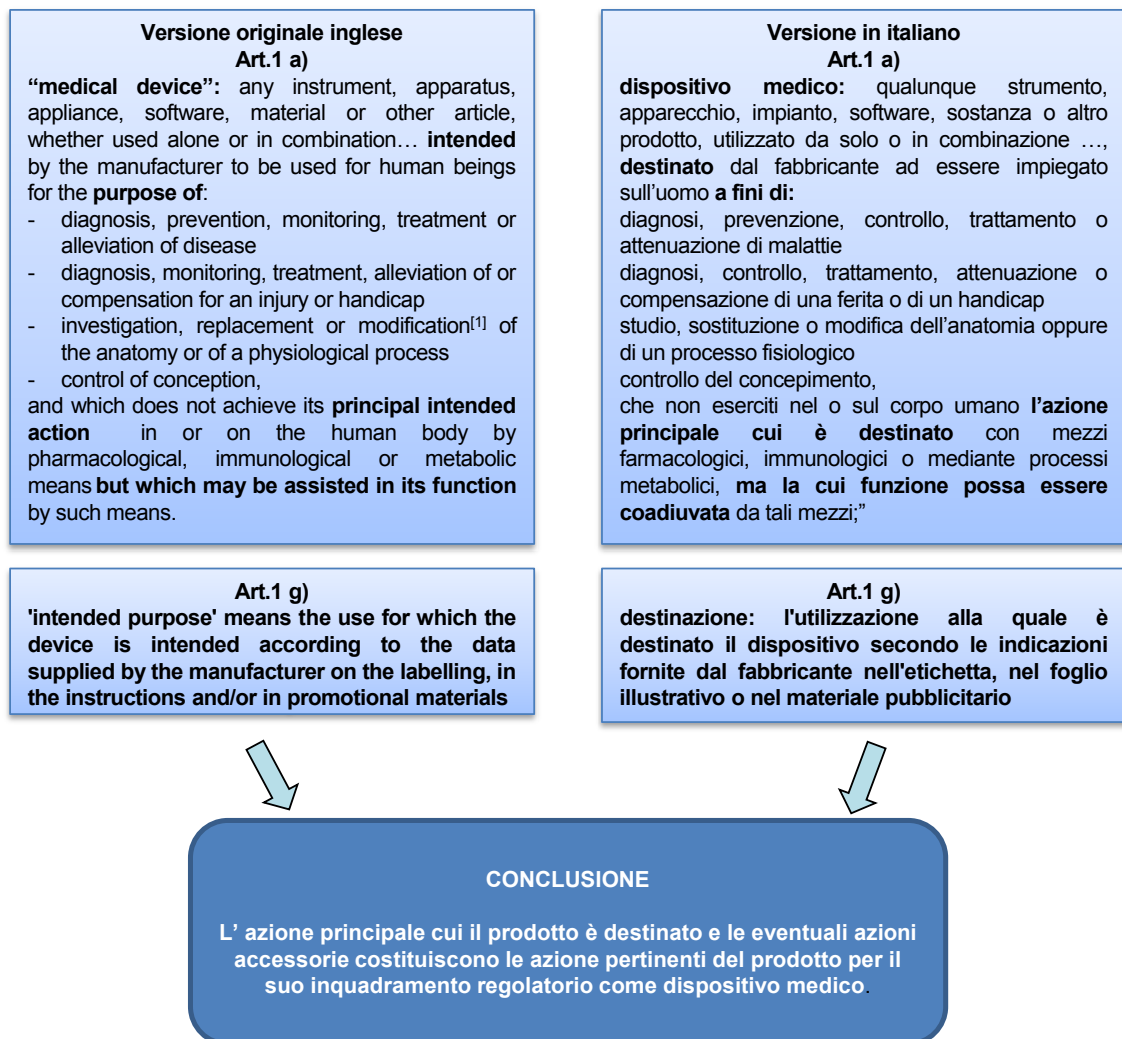 Versione originale inglese
Art.1 a)
“medical device”: any instrument, apparatus,
appliance, software, material or other article,
whether used alone or in combination… intended
by the manufacturer to be used for human beings
for the purpose of:
- diagnosis, prevention, monitoring, treatment or
alleviation of disease
- diagnosis, monitoring, treatment, alleviation of or
compensation for an injury or handicap
- investigation, replacement or modification[1] of
the anatomy or of a physiological process
- control of conception,
and which does not achieve its principal intended
action in or on the human body by
pharmacological, immunological or metabolic
means but which may be assisted in its function
by such means.
Versione in italiano
Art.1 a)
dispositivo medico: qualunque strumento,
apparecchio, impianto, software, sostanza o altro
prodotto, utilizzato da solo o in combinazione …,
destinato dal fabbricante ad essere impiegato
sull’uomo a fini di:
diagnosi, prevenzione, controllo, trattamento o
attenuazione di malattie
diagnosi, controllo, trattamento, attenuazione o
compensazione di una ferita o di un handicap
studio, sostituzione o modifica dell’anatomia oppure
di un processo fisiologico
controllo del concepimento,
che non eserciti nel o sul corpo umano l’azione
principale cui è destinato con mezzi
farmacologici, immunologici o mediante processi
metabolici, ma la cui funzione possa essere
coadiuvata da tali mezzi;”
Art.1 g)
'intended purpose' means the use for which the
device is intended according to the data
supplied by the manufacturer on the labelling, in
the instructions and/or in promotional materials
Art.1 g)
destinazione: l'utilizzazione alla quale è
destinato il dispositivo secondo le indicazioni
fornite dal fabbricante nell'etichetta, nel foglio
illustrativo o nel materiale pubblicitario
CONCLUSIONE
L’ azione principale cui il prodotto è destinato e le eventuali azioni
accessorie costituiscono le azione pertinenti del prodotto per il
suo inquadramento regolatorio come dispositivo medico.